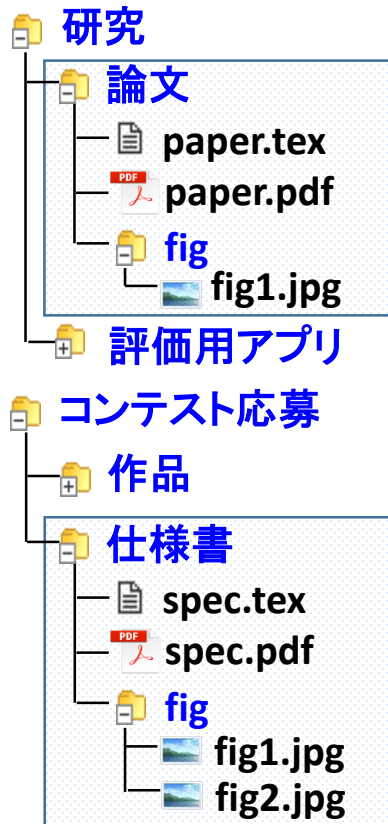 研究
論文
paper.tex
PDF
paper.pdf
fig
fig1.jpg
評価用アプリ
コンテスト応募
作品
仕様書
spec.tex
PDF
spec.pdf
fig
fig1.jpg
fig2.jpg